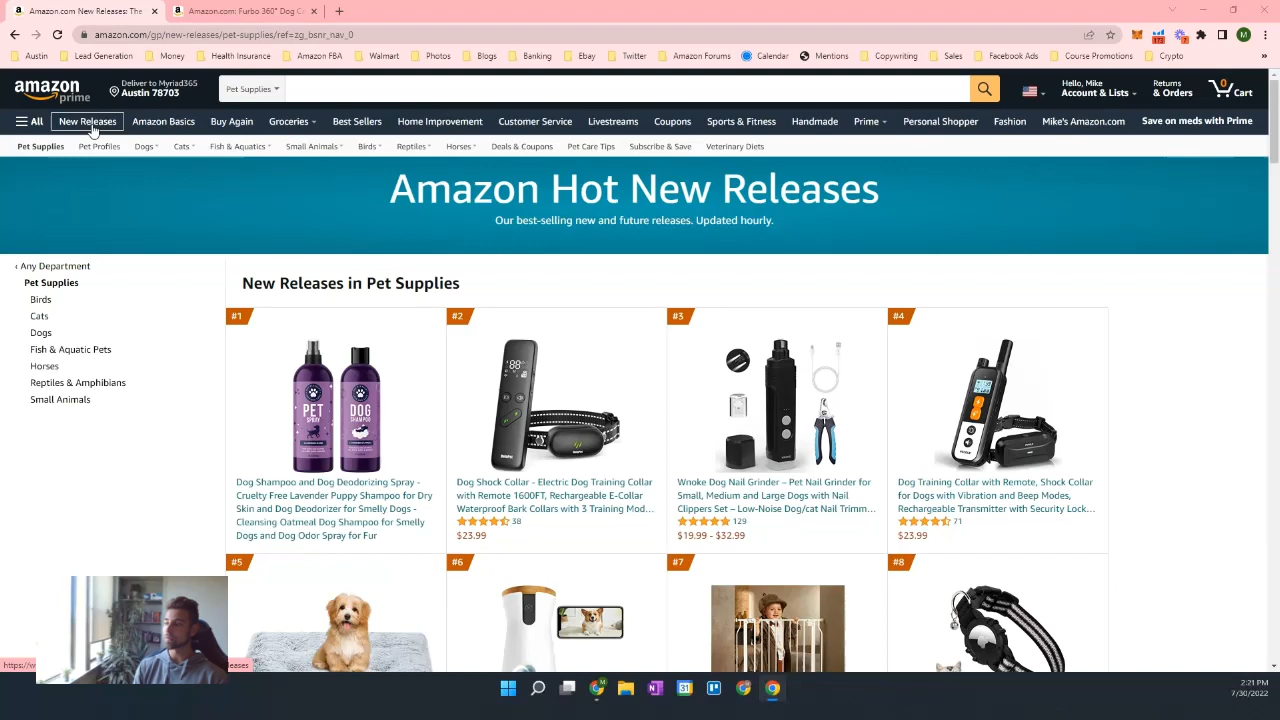 Amazon.com New Releases: The
Amazon.com: Furbo 360° Dog C
amazon.com/gp/new-releases/pet-supplies/ref=zg_bsnr_nav_0
Austin
Lead Generation
Money
Health Insurance
Amazon FBA
Walmart
Photos
Blogs
Banking
Ebay
Twitter
Amazon Forums
Calendar
Mentions
Copywriting
Sales
Facebook Ads
Course Promotions
Crypto
amazon prime
Deliver to Myriad365
Austin 78703
Pet Supplies
Hello, Mike
Account & Lists
Returns
& Orders
0
Cart
All
New Releases
Amazon Basics
Buy Again
Groceries
Best Sellers
Home Improvement
Customer Service
Livestreams
Coupons
Sports & Fitness
Handmade
Prime
Personal Shopper
Fashion
Mike's Amazon.com
Save on meds with Prime
Pet Supplies
Pet Profiles
Dogs
Cats
Fish & Aquatics
Small Animals
Birds
Reptiles
Horses
Deals & Coupons
Pet Care Tips
Subscribe & Save
Veterinary Diets
Amazon Hot New Releases
Our best-selling new and future releases. Updated hourly.
‹ Any Department
Pet Supplies
Birds
Cats
Dogs
Fish & Aquatic Pets
Horses
Reptiles & Amphibians
Small Animals
New Releases in Pet Supplies
#1
PET
SPRAY
DOG
SHAMPOO
Dog Shampoo and Dog Deodorizing Spray -
Cruelty Free Lavender Puppy Shampoo for Dry
Skin and Dog Deodorizer for Smelly Dogs -
Cleansing Oatmeal Dog Shampoo for Smelly
Dogs and Dog Odor Spray for Fur
#2
Dog Shock Collar - Electric Dog Training Collar
with Remote 1600FT, Rechargeable E-Collar
Waterproof Bark Collars with 3 Training Mod...
38
$23.99
#3
Wnoke Dog Nail Grinder – Pet Nail Grinder for
Small, Medium and Large Dogs with Nail
Clippers Set – Low-Noise Dog/cat Nail Trimm...
129
$19.99 - $32.99
#4
Dog Training Collar with Remote, Shock Collar
for Dogs with Vibration and Beep Modes,
Rechargeable Transmitter with Security Lock...
71
$23.99
#5
#6
#7
#8
2:21 PM
7/30/2022